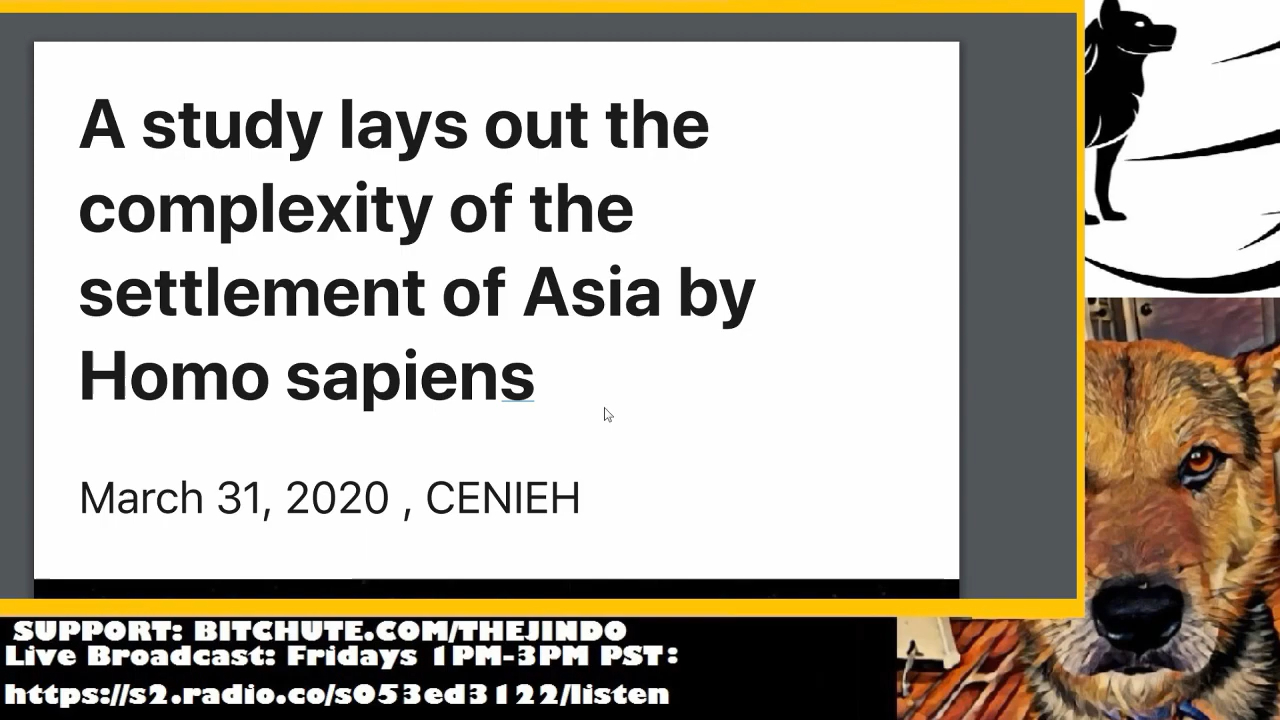 A study lays out the
complexity of the
settlement of Asia by
Homo sapiens
March 31, 2020 , CENIEH
SUPPORT: BITCHUTE.COM/THEJINDO
Live Broadcast: Fridays 1PM-3PM PST:
https://s2.radio.co/s053ed3122/listen